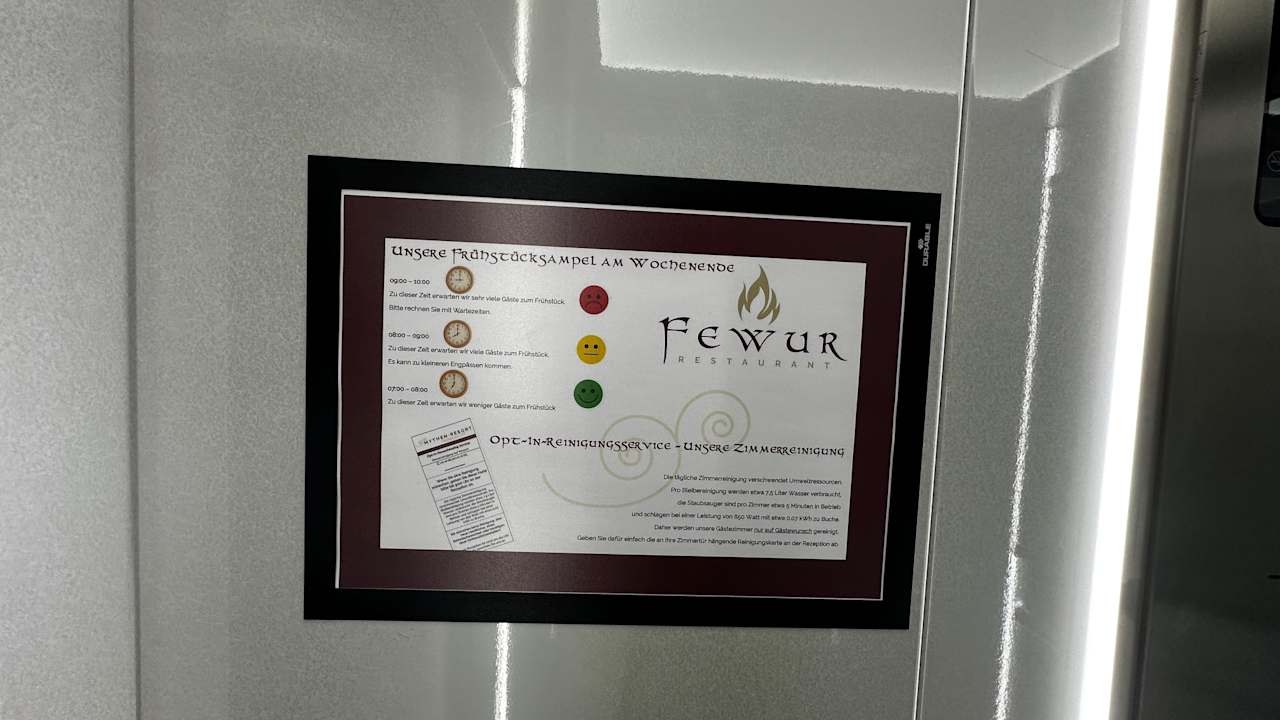 Unsere Frühstücksampel am Wochenende
09:00 – 10:00
Zu dieser Zeit erwarten wir sehr viele Gäste zum Frühstück.
Bitte rechnen Sie mit Wartezeiten.
08:00 – 09:00
Zu dieser Zeit erwarten wir viele Gäste zum Frühstück.
Es kann zu kleineren Engpässen kommen.
07:00 – 08:00
Zu dieser Zeit erwarten wir weniger Gäste zum Frühstück
FEWUR
RESTAURANT
MYTHEN-RESORT
Opt-In-Reinigungsservice – Unsere Zimmerreinigung
Die tägliche Zimmerreinigung verschwendet Umweltressourcen.
Pro Bleibereinigung werden etwa 7,5 Liter Wasser verbraucht,
die Staubsauger sind pro Zimmer etwa 5 Minuten in Betrieb
und schlagen bei einer Leistung von 850 Watt mit etwa 0,07 kWh zu Buche.
Daher werden unsere Gästezimmer nur auf Gästewunsch gereinigt.
Geben Sie dafür einfach die an Ihre Zimmertür hängende Reinigungskarte an der Rezeption ab.
DURABLE